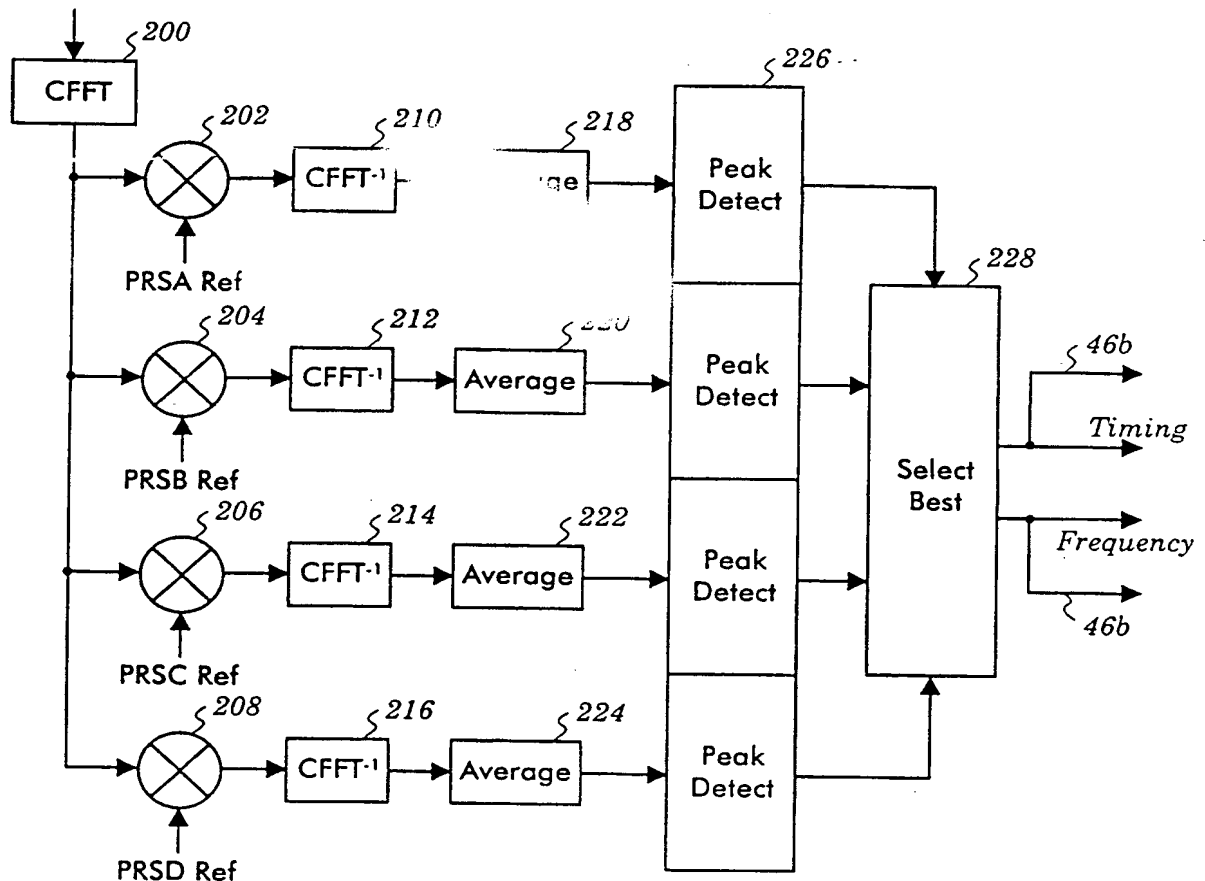 200
CFFT
226
202
210
218
CFFT-1
Peak
Detect
PRSA Ref
228
204
212
CFFT-1
Average
Peak
Detect
46b
Timing
PRSB Ref
Select
Best
206
214
222
CFFT-1
Average
Peak
Detect
Frequency
46b
PRSC Ref
208
216
224
CFFT-1
Average
Peak
Detect
PRSD Ref